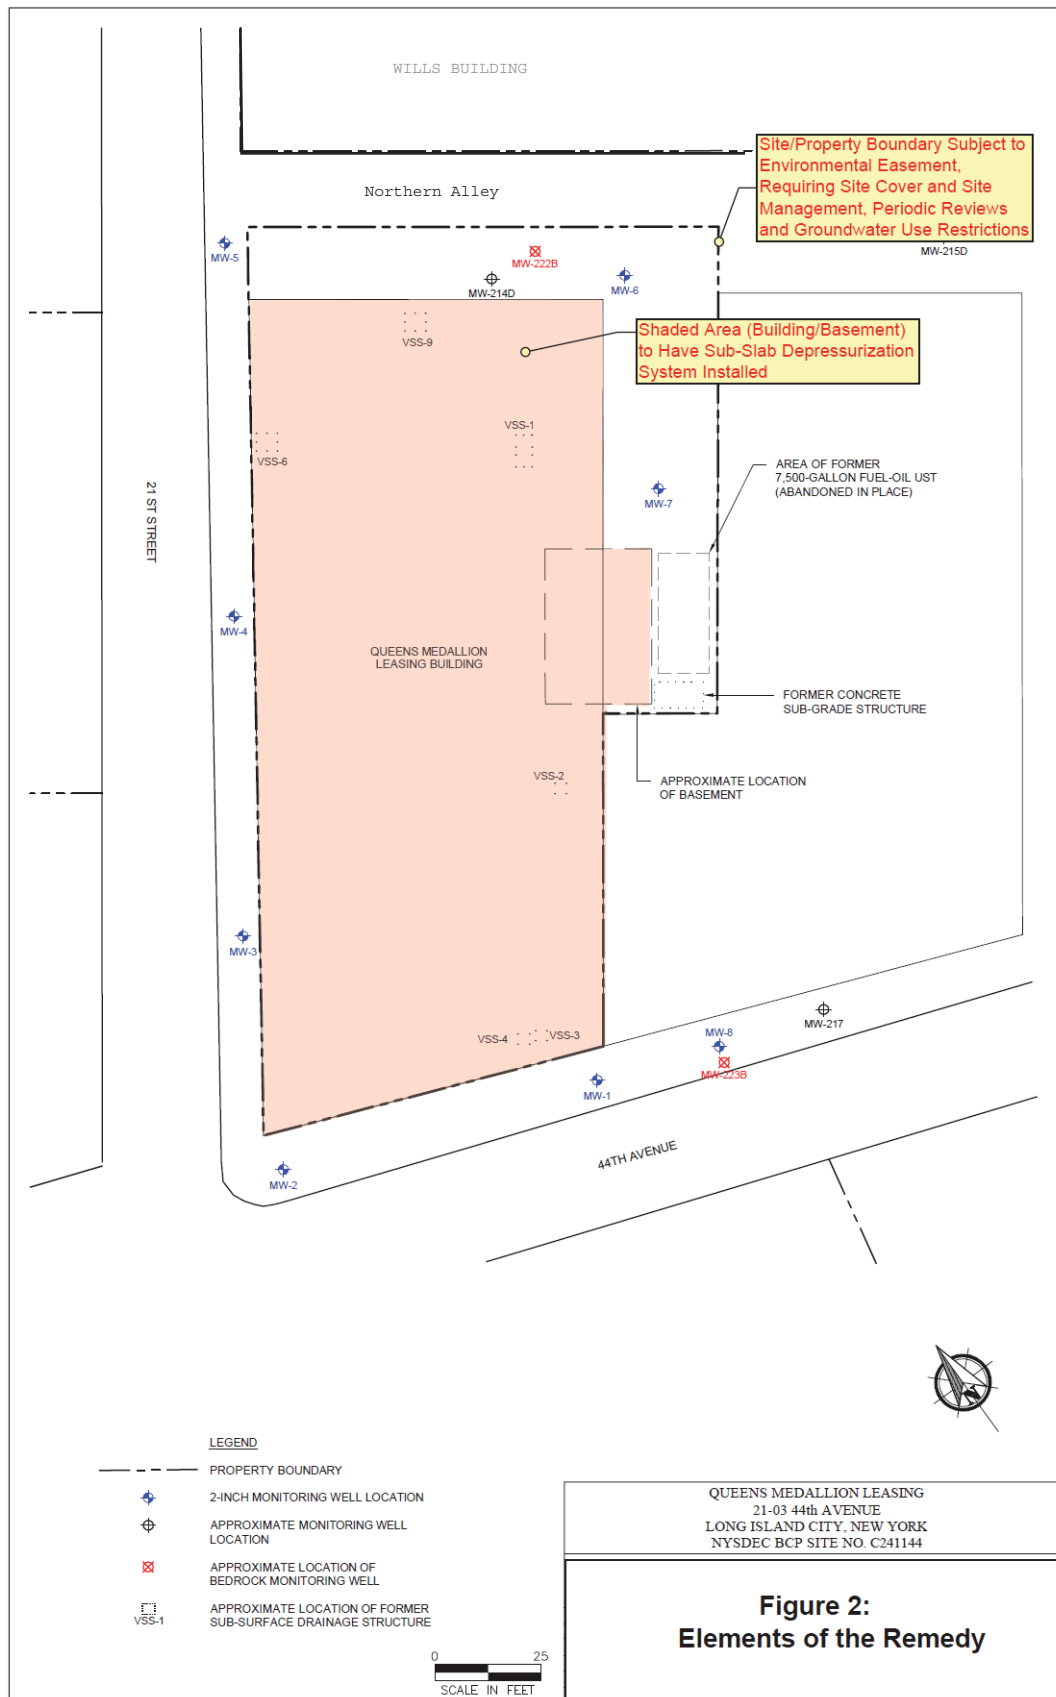 WILLS BUILDING
Site/Property Boundary Subject to
Environmental Easement,
Requiring Site Cover and Site
Management, Periodic Reviews
and Groundwater Use Restrictions
Northern Alley
MW-5
MW-222B
MW-215D
MW-214D
MW-6
Shaded Area (Building/Basement)
to Have Sub-Slab Depressurization
System Installed
VSS-9
VSS-1
VSS-6
AREA OF FORMER
7,500-GALLON FUEL-OIL UST
(ABANDONED IN PLACE)
21 ST STREET
MW-7
MW-4
QUEENS MEDALLION
LEASING BUILDING
FORMER CONCRETE
SUB-GRADE STRUCTURE
VSS-2
APPROXIMATE LOCATION
OF BASEMENT
MW-3
MW-217
VSS-4
VSS-3
MW-8
MW-223B
MW-1
44TH AVENUE
MW-2
LEGEND
PROPERTY BOUNDARY
2-INCH MONITORING WELL LOCATION
APPROXIMATE MONITORING WELL
LOCATION
APPROXIMATE LOCATION OF
BEDROCK MONITORING WELL
VSS-1
APPROXIMATE LOCATION OF FORMER
SUB-SURFACE DRAINAGE STRUCTURE
0 25
SCALE IN FEET
QUEENS MEDALLION LEASING
21-03 44th AVENUE
LONG ISLAND CITY, NEW YORK
NYSDEC BCP SITE NO. C241144
Figure 2:
Elements of the Remedy